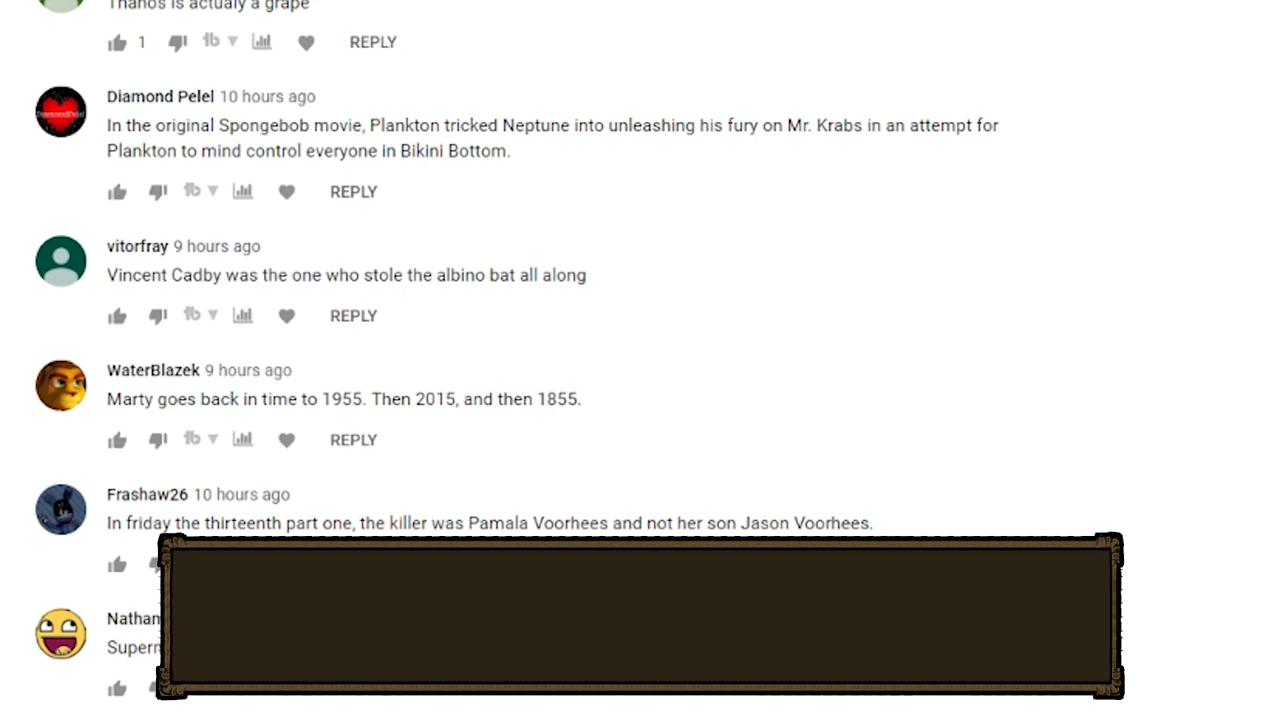 Thanos is actualy a grape
1 REPLY
Diamond Pelel 10 hours ago
In the original Spongebob movie, Plankton tricked Neptune into unleashing his fury on Mr. Krabs in an attempt for
Plankton to mind control everyone in Bikini Bottom.
REPLY
vitorfray 9 hours ago
Vincent Cadby was the one who stole the albino bat all along
REPLY
WaterBlazek 9 hours ago
Marty goes back in time to 1955. Then 2015, and then 1855.
REPLY
Frashaw26 10 hours ago
In friday the thirteenth part one, the killer was Pamala Voorhees and not her son Jason Voorhees.
Nathan